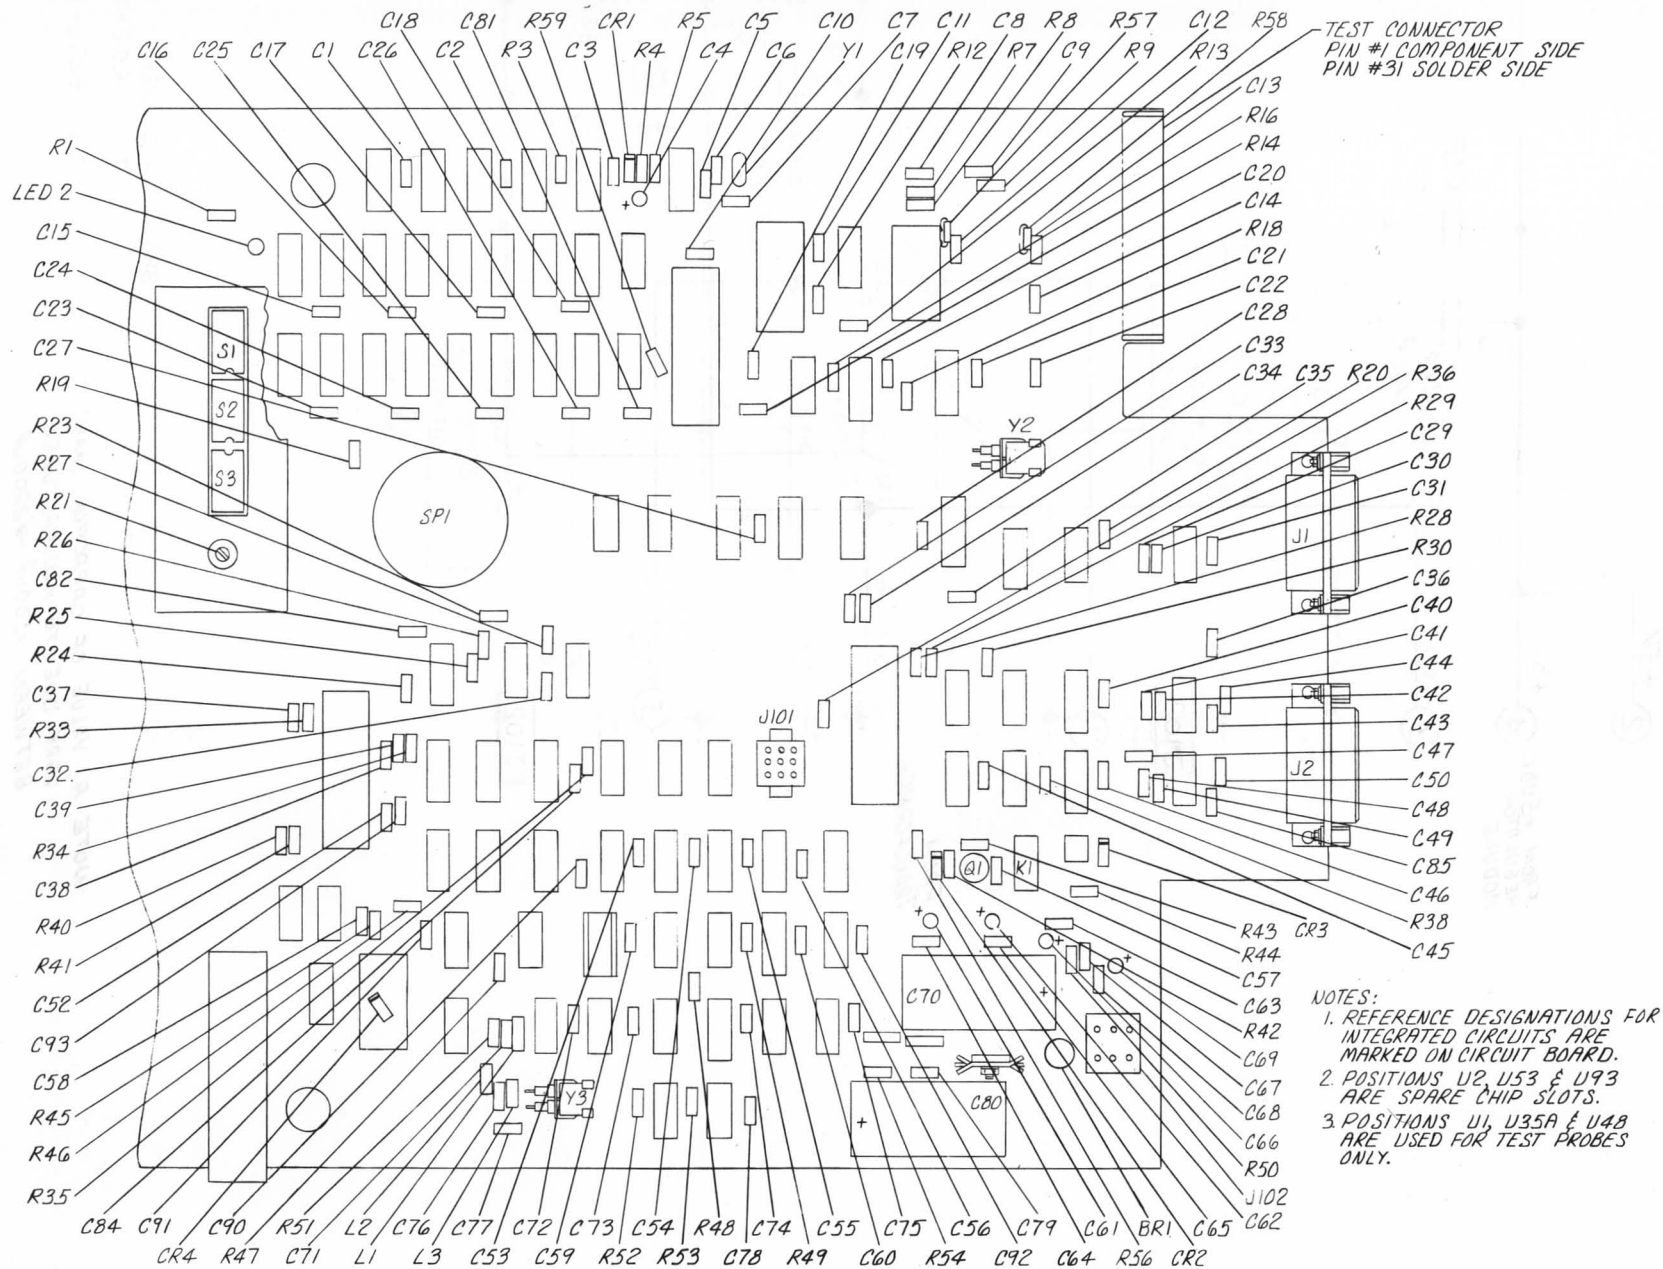 C18 C81 R59 CR1 R5 C5 C10 C7 C11 C8 R8 R57 C12 R58
C16 C25 C17 C1 C26 C2 R3 C3 R4 C4 C6 Y1 C19 R12 R7 C9 R9 R13
TEST CONNECTOR
PIN #1 COMPONENT SIDE
PIN #31 SOLDER SIDE
C13
R16
R14
C20
C14
R18
C21
C22
C28
C33
C34 C35 R20 R36
R29
C29
C30
C31
R28
R30
C36
C40
C41
C44
C42
C43
C47
C50
C48
C49
C85
C46
R38
C45
R1
LED 2
C15
C24
C23
C27
R19
R23
R27
R21
R26
C82
R25
R24
C37
R33
C32
C39
R34
C38
R40
R41
C52
C93
C58
R45
R46
R35
S1
S2
S3
SP1
Y2
J1
J101
J2
Q1
K1
+
+
+
+
C70
+
Y3
C80
+
+
R43 CR3
R44
C57
C63
R42
C69
C67
C68
C66
R50
J102
C62
NOTES:
1. REFERENCE DESIGNATIONS FOR
INTEGRATED CIRCUITS ARE
MARKED ON CIRCUIT BOARD.
2. POSITIONS U2, U53 & U93
ARE SPARE CHIP SLOTS.
3. POSITIONS U1, U35A & U48
ARE USED FOR TEST PROBES
ONLY.
C84 C91 C90 R51 L2 C76 C77 C72 C73 C54 R48 C74 C55 C75 C56 C79 C61 BR1 C65
CR4 R47 C71 L1 L3 C53 C59 R52 R53 C78 R49 C60 R54 C92 C64 R56 CR2